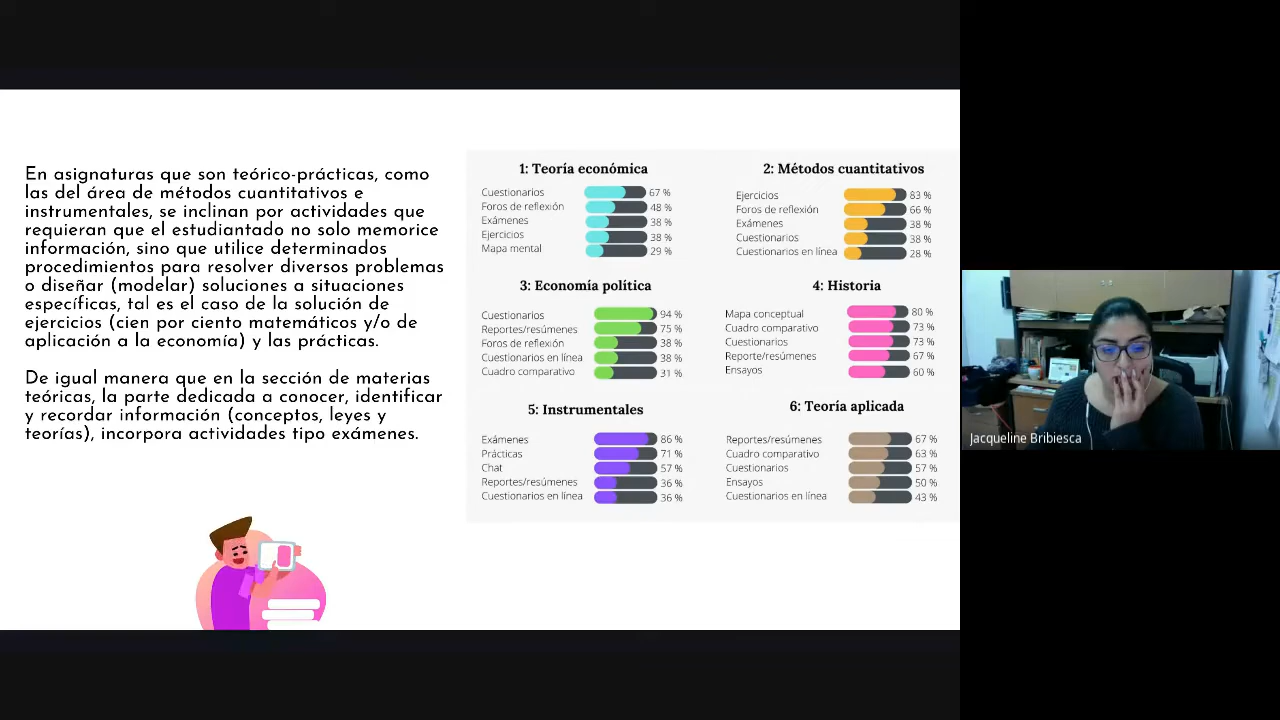 En asignaturas que son teórico-prácticas, como
las del área de métodos cuantitativos e
instrumentales, se inclinan por actividades que
requieran que el estudiantado no solo memorice
información, sino que utilice determinados
procedimientos para resolver diversos problemas
o diseñar (modelar) soluciones a situaciones
específicas, tal es el caso de la solución de
ejercicios (cien por ciento matemáticos y/o de
aplicación a la economía) y las prácticas.
De igual manera que en la sección de materias
teóricas, la parte dedicada a conocer, identificar
y recordar información (conceptos, leyes y
teorías), incorpora actividades tipo exámenes.
1: Teoría económica
Cuestionarios 67 %
Foros de reflexión 48 %
Exámenes 38 %
Ejercicios 38 %
Mapa mental 29 %
2: Métodos cuantitativos
Ejercicios 83 %
Foros de reflexión 66 %
Exámenes 38 %
Cuestionarios 38 %
Cuestionarios en línea 28 %
3: Economía política
Cuestionarios 94 %
Reportes/resúmenes 75 %
Foros de reflexión 38 %
Cuestionarios en línea 38 %
Cuadro comparativo 31 %
4: Historia
Mapa conceptual 80 %
Cuadro comparativo 73 %
Cuestionarios 73 %
Reporte/resúmenes 67 %
Ensayos 60 %
5: Instrumentales
Exámenes 86 %
Prácticas 71 %
Chat 57 %
Reportes/resúmenes 36 %
Cuestionarios en línea 36 %
6: Teoría aplicada
Reportes/resúmenes 67 %
Cuadro comparativo 63 %
Cuestionarios 57 %
Ensayos 50 %
Cuestionarios en línea 43 %
Jacqueline Bribiesca